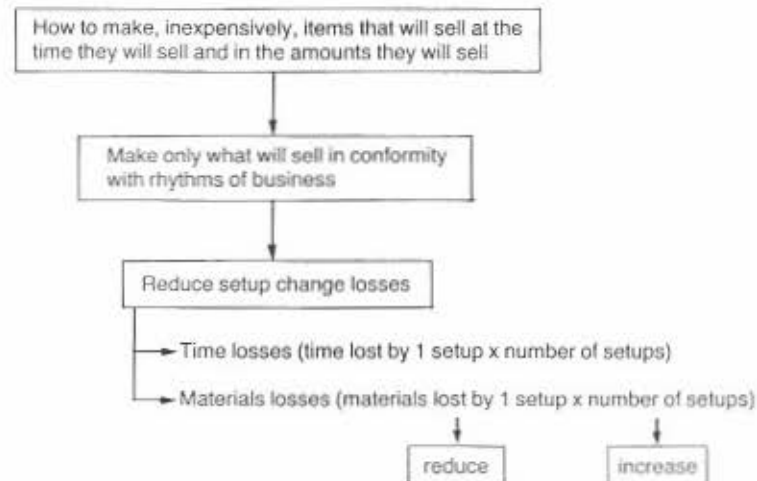 How to make, inexpensively, items that will sell at the
time they will sell and in the amounts they will sell
Make only what will sell in conformity
with rhythms of business
Reduce setup change losses
Time losses (time lost by 1 setup x number of setups)
Materials losses (materials lost by 1 setup x number of setups)
reduce
increase